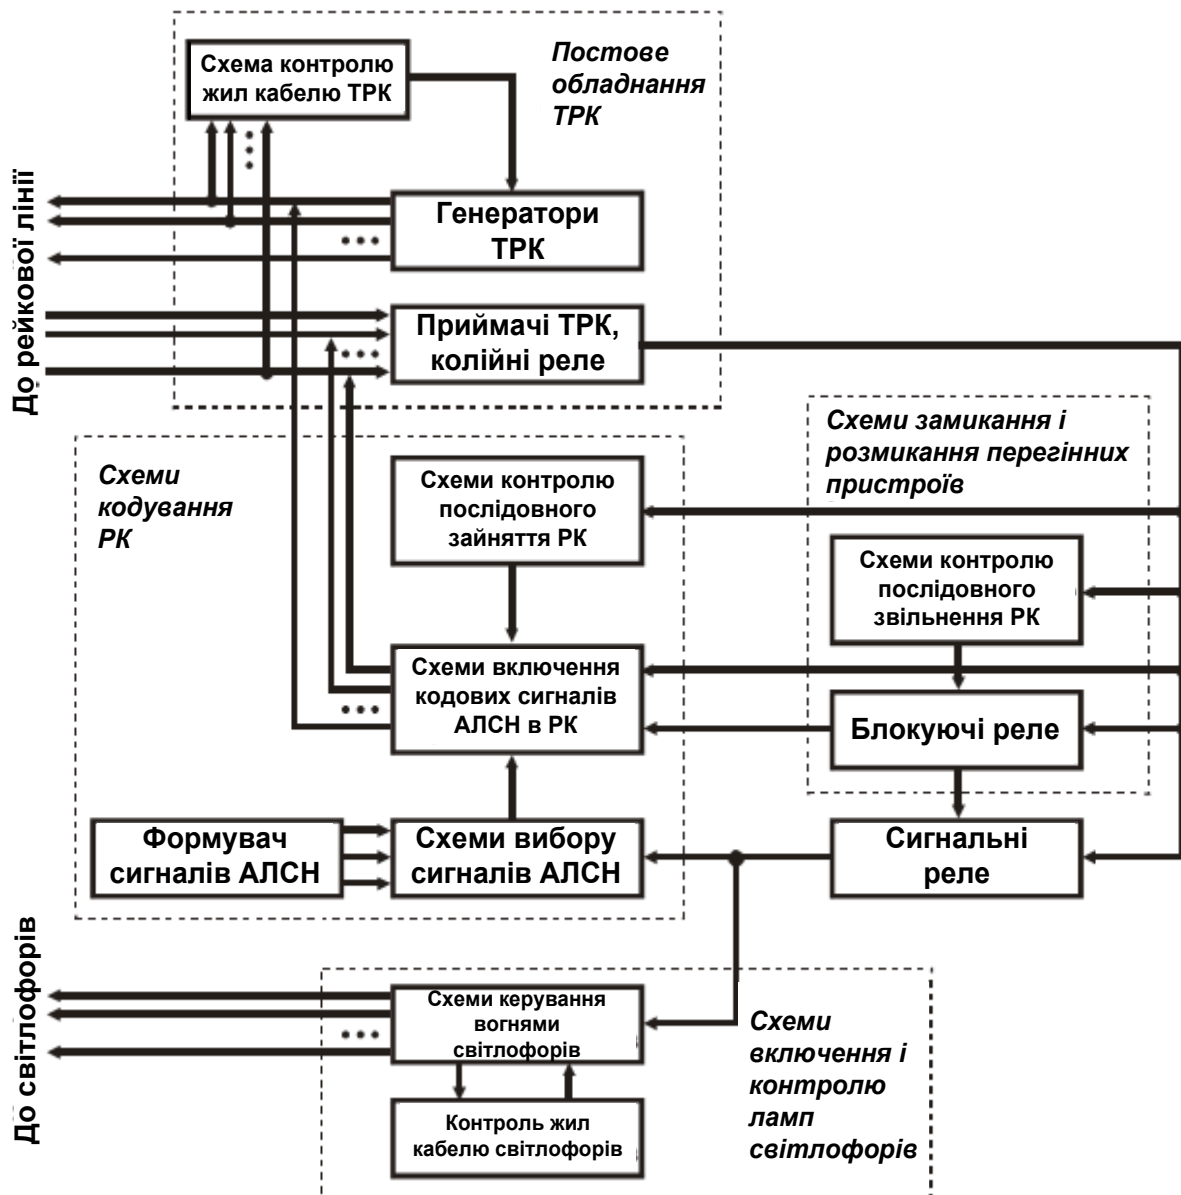 Постове
обладнання
ТРК
Схема контролю
жил кабелю ТРК
До рейкової лінії
Генератори
ТРК
Приймачі ТРК,
колійні реле
Схеми замикання і
розмикання перегінних
пристроїв
Схеми
кодування
РК
Схеми контролю
послідовного
зайняття РК
Схеми контролю
послідовного
звільнення РК
Схеми включення
кодових сигналів
АЛСН в РК
Блокуючі реле
Формувач
сигналів АЛСН
Схеми вибору
сигналів АЛСН
Сигнальні
реле
До світлофорів
Схеми керування
вогнями
світлофорів
Схеми
включення і
контролю
ламп
світлофорів
Контроль жил
кабелю світлофорів